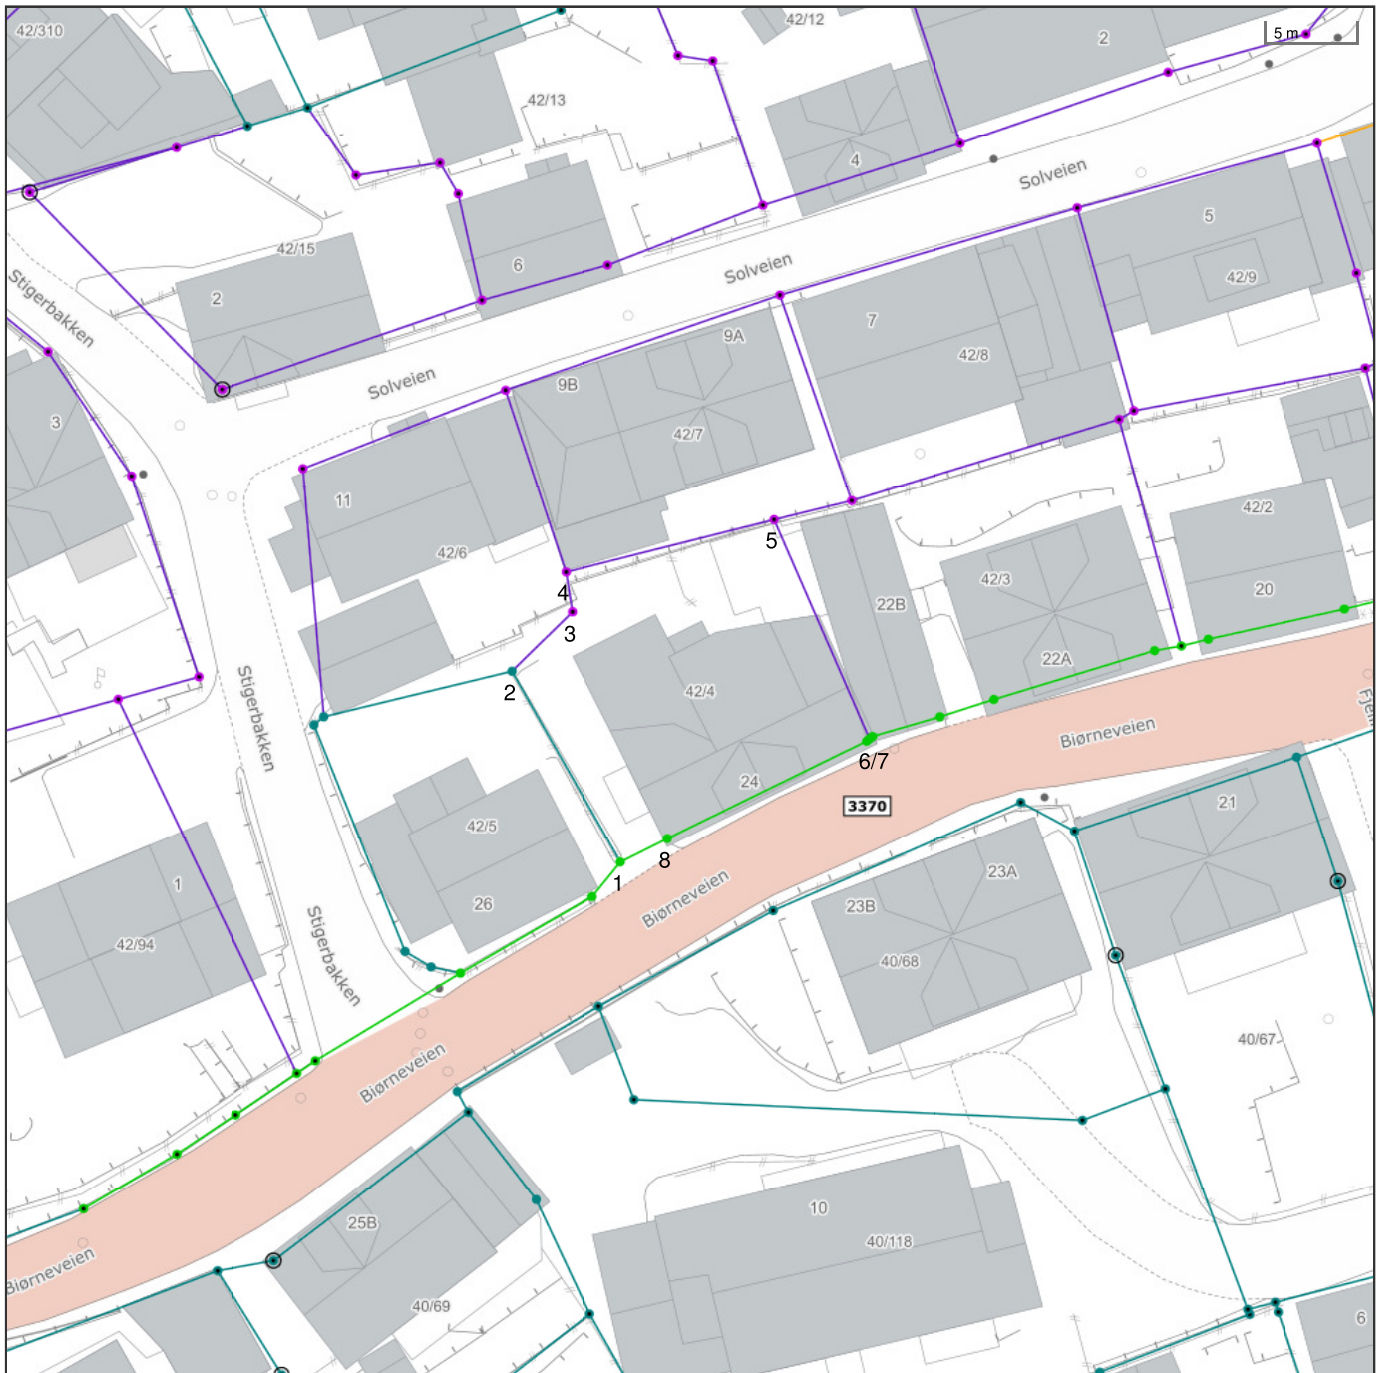 42/310
42/12
2
5 m
42/13
4
Solveien
42/15
6
5
2
Solveien
42/9
Stigerbakken
7
9A
42/8
Solveien
9B
3
42/7
11
42/6
42/2
5
42/3
4
22B
20
3
22A
2
42/4
Stigerbakken
Biørneveien
6/7
24
3370
21
42/5
8
23A
1
1
Biørneveien
26
23B
42/94
Stigerbakken
40/68
40/67
Biørneveien
10
25B
40/118
Biørneveien
40/69
6